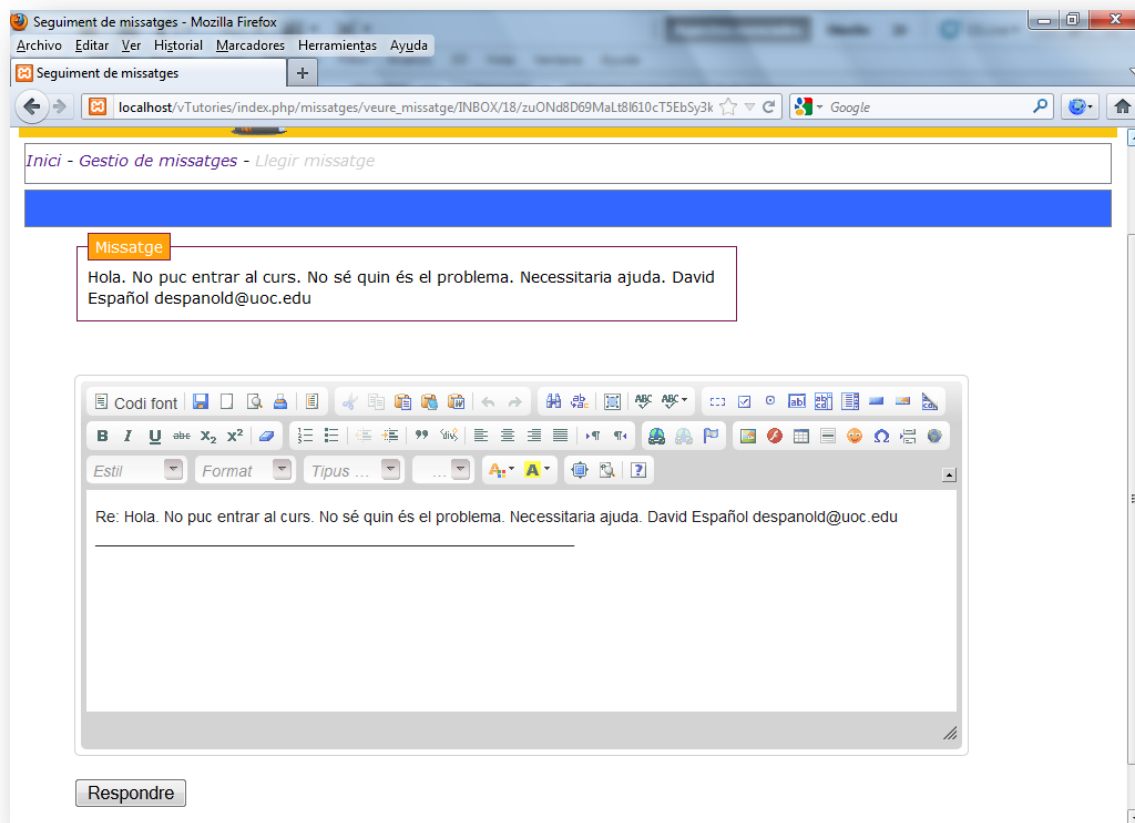 Seguiment de missatges - Mozilla Firefox
Archivo Editar Ver Historial Marcadores Herramientas Ayuda
Seguiment de missatges
localhost/vTutories/index.php/missatges/veure_missatge/INBOX/18/zuONd8D69MaLt8I610cT5EbSy3k Google
Inici - Gestio de missatges - Llegir missatge
Missatge
Hola. No puc entrar al curs. No sé quin és el problema. Necessitaria ajuda. David
Español despanold@uoc.edu
Codi font
Estil Format Tipus ... ...
Re: Hola. No puc entrar al curs. No sé quin és el problema. Necessitaria ajuda. David Español despanold@uoc.edu
Respondre